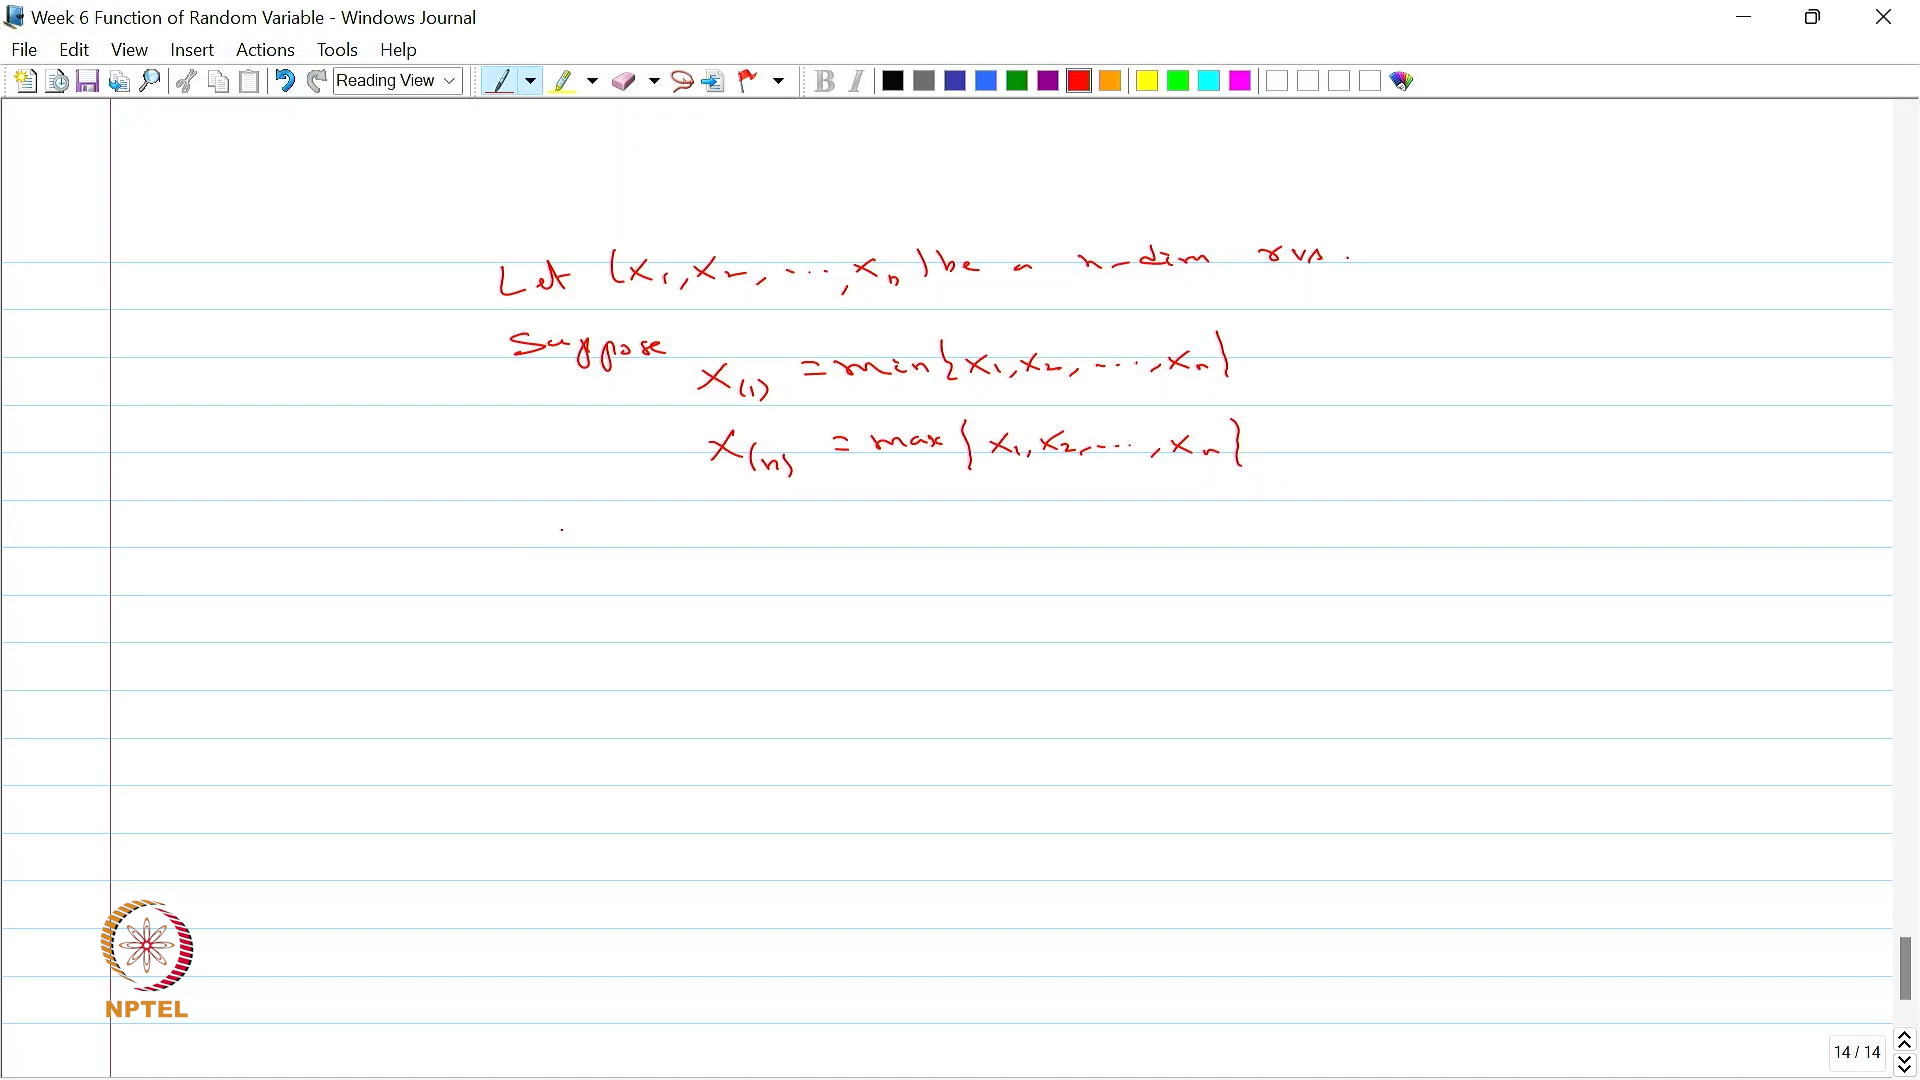 Week 6 Function of Random Variable - Windows Journal
File Edit View Insert Actions Tools Help
Reading View B I
Let (X1, X2, ..., Xn) be a n-dim rvs.
Suppose X(1) = min{X1, X2, ..., Xn}
X(n) = max{X1, X2, ..., Xn}
NPTEL
14 / 14